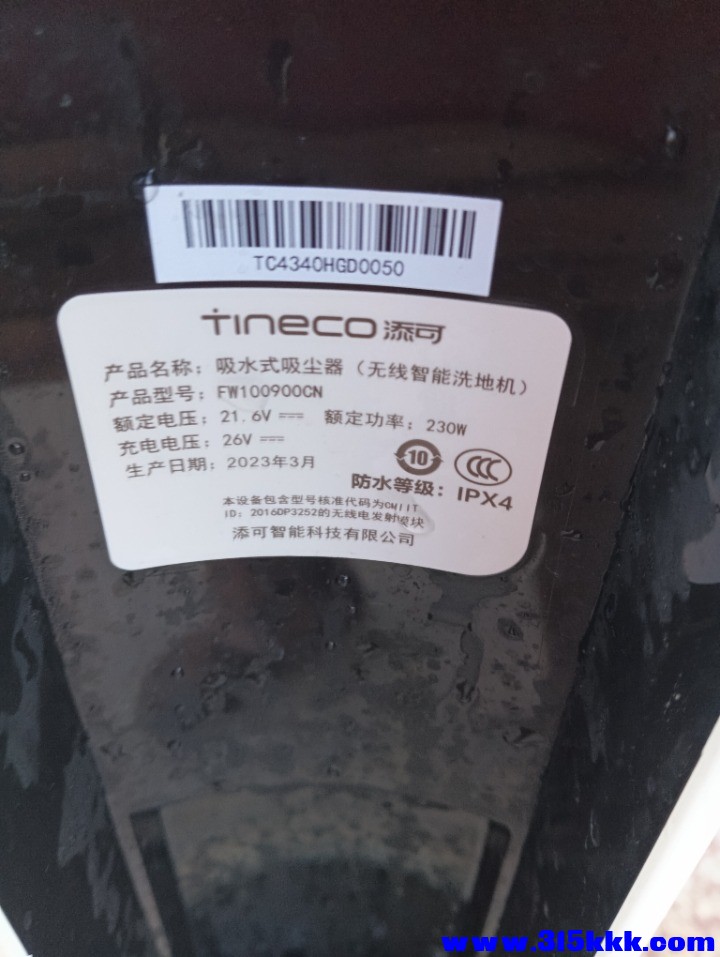 TC4340HGD0050
TINECO 添可
产品名称：吸水式吸尘器（无线智能洗地机）
产品型号：FW100900CN
额定电压：21.6V 额定功率：230W
充电电压：26V
生产日期：2023年3月
10 CCC
防水等级：IPX4
本设备包含型号核准代码为CMIIT
ID：2016DP3252的无线电发射模块
添可智能科技有限公司
www.315kkk.com